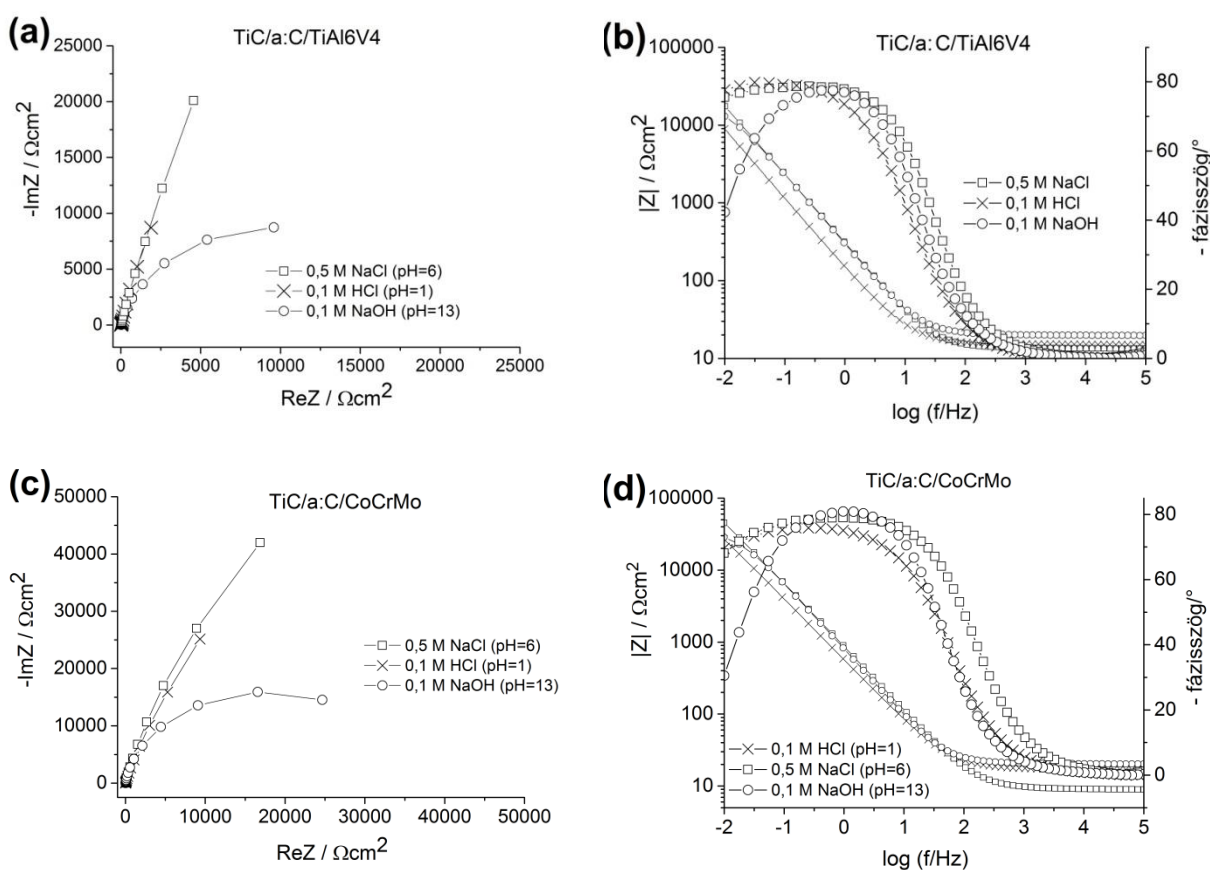 (a)
TiC/a:C/TiAl6V4
25000
20000
15000
10000
5000
0
-ImZ / Ωcm2
0,5 M NaCl (pH=6)
0,1 M HCl (pH=1)
0,1 M NaOH (pH=13)
0 5000 10000 15000 20000 25000
ReZ / Ωcm2
(b)
TiC/a:C/TiAl6V4
100000
10000
1000
100
10
|Z| / Ωcm2
80
60
40
20
0
- fázisszög/°
0,5 M NaCl
0,1 M HCl
0,1 M NaOH
-2 -1 0 1 2 3 4 5
log (f/Hz)
(c)
TiC/a:C/CoCrMo
50000
40000
30000
20000
10000
0
-ImZ / Ωcm2
0,5 M NaCl (pH=6)
0,1 M HCl (pH=1)
0,1 M NaOH (pH=13)
0 10000 20000 30000 40000 50000
ReZ / Ωcm2
(d)
TiC/a:C/CoCrMo
100000
10000
1000
100
10
|Z| / Ωcm2
80
60
40
20
0
- fázisszög/°
0,1 M HCl (pH=1)
0,5 M NaCl (pH=6)
0,1 M NaOH (pH=13)
-2 -1 0 1 2 3 4 5
log (f/Hz)